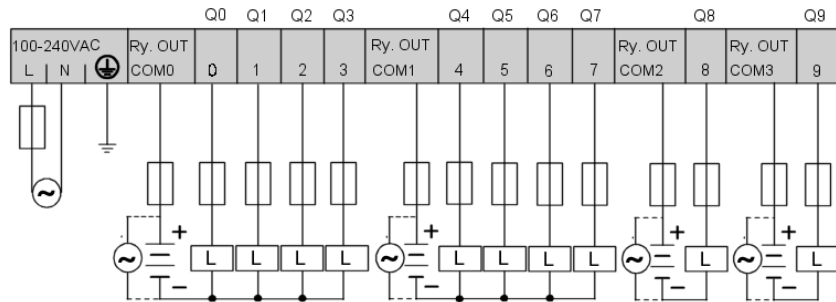 Q0 Q1 Q2 Q3 Q4 Q5 Q6 Q7 Q8 Q9
100-240VAC Ry. OUT Ry. OUT Ry. OUT Ry. OUT
L N COM0 0 1 2 3 COM1 4 5 6 7 COM2 8 COM3 9
+ + + +
~ ~ L L L L ~ L L L L ~ L ~ L
− − − −